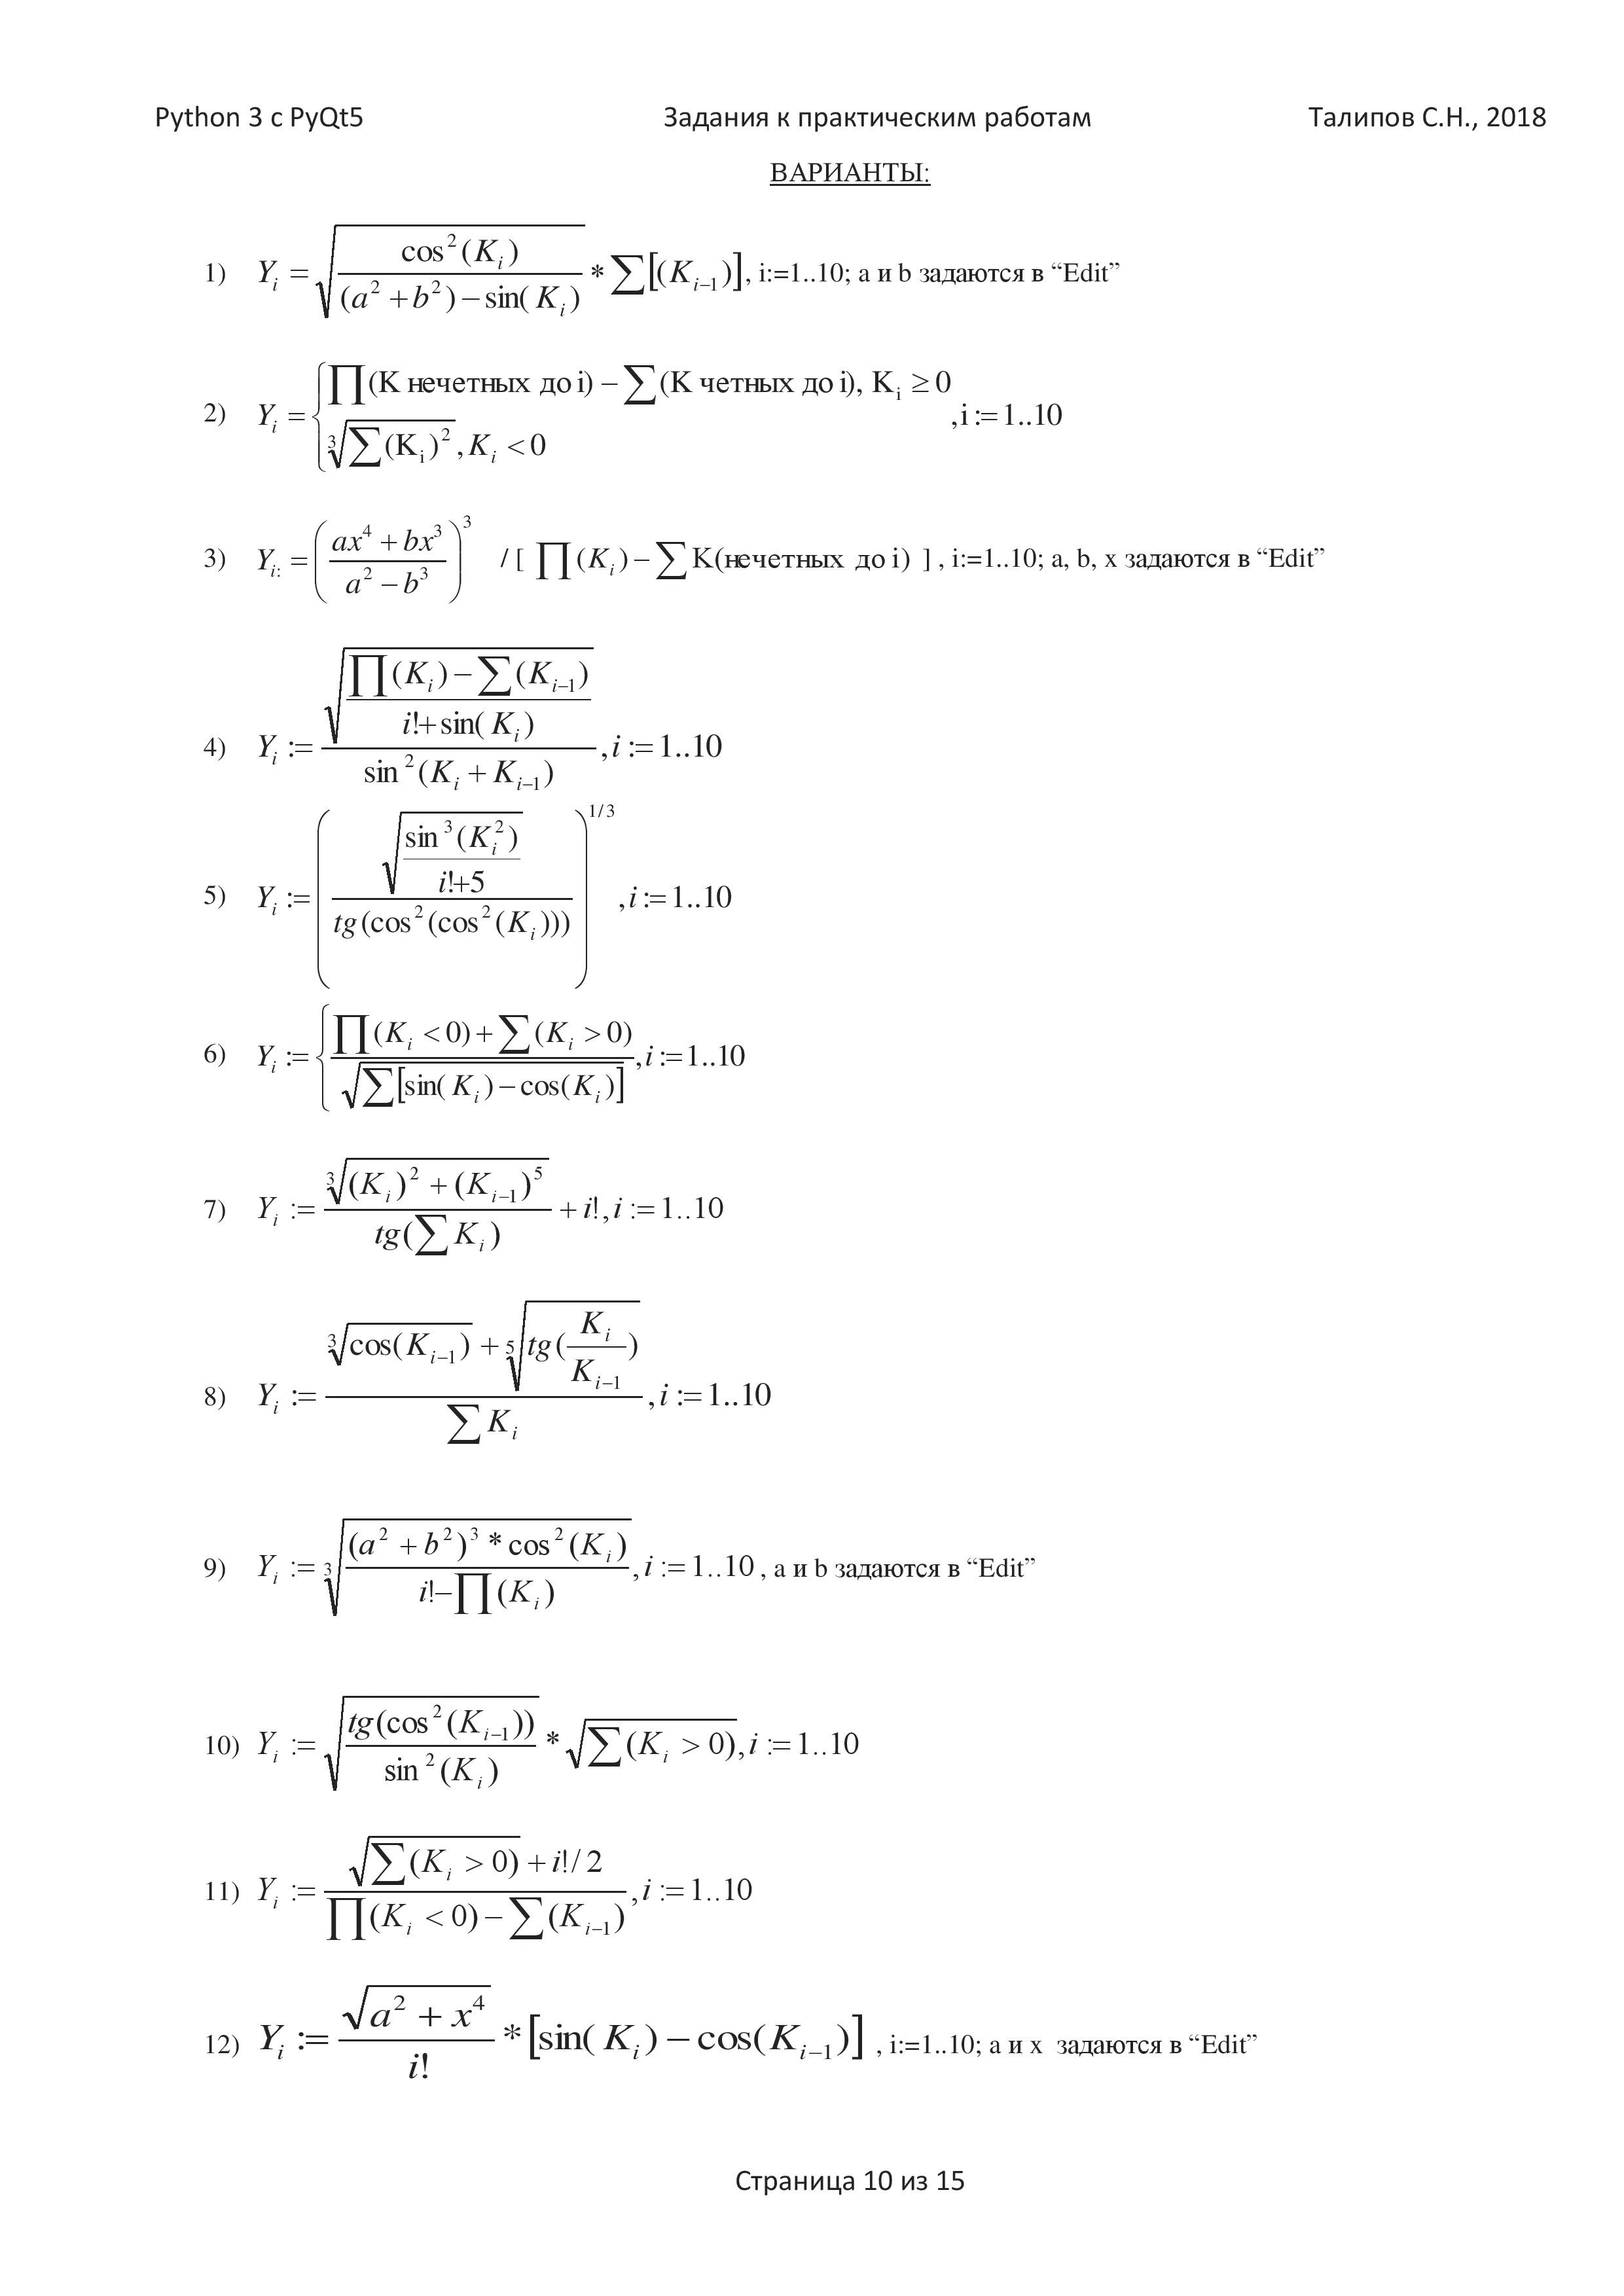 Python 3 с PyQt5 Задания к практическим работам Талипов С.Н., 2018
ВАРИАНТЫ:
1) Y_i = √(cos²(K_i) / ((a² + b²) − sin(K_i))) * ∑[(K_{i−1})], i:=1..10; a и b задаются в “Edit”
2) Y_i = { ∏(K нечетных до i) − ∑(K четных до i), K_i ≥ 0
∛(∑(K_i)²), K_i < 0 , i := 1..10
3) Y_{i:} = ((ax⁴ + bx³) / (a² − b³))³ / [ ∏(K_i) − ∑K(нечетных до i) ] , i:=1..10; a, b, x задаются в “Edit”
4) Y_i := √((∏(K_i) − ∑(K_{i−1})) / (i!+sin(K_i))) / sin²(K_i + K_{i−1}), i := 1..10
5) Y_i := (√(sin³(K_i²) / (i!+5)) / tg(cos²(cos²(K_i))))^{1/3}, i := 1..10
6) Y_i := { (∏(K_i < 0) + ∑(K_i > 0)) / √(∑[sin(K_i) − cos(K_i)]), i := 1..10
7) Y_i := ∛((K_i)² + (K_{i−1})⁵) / tg(∑K_i) + i!, i := 1..10
8) Y_i := (∛cos(K_{i−1}) + ⁵√tg(K_i / K_{i−1})) / ∑K_i, i := 1..10
9) Y_i := ∛((a² + b²)³ * cos²(K_i) / (i!−∏(K_i))), i := 1..10 , a и b задаются в “Edit”
10) Y_i := √(tg(cos²(K_{i−1})) / sin²(K_i)) * √(∑(K_i > 0)), i := 1..10
11) Y_i := (√(∑(K_i > 0)) + i!/2) / (∏(K_i < 0) − ∑(K_{i−1})), i := 1..10
12) Y_i := √(a² + x⁴) / i! * [sin(K_i) − cos(K_{i−1})] , i:=1..10; a и x задаются в “Edit”
Страница 10 из 15